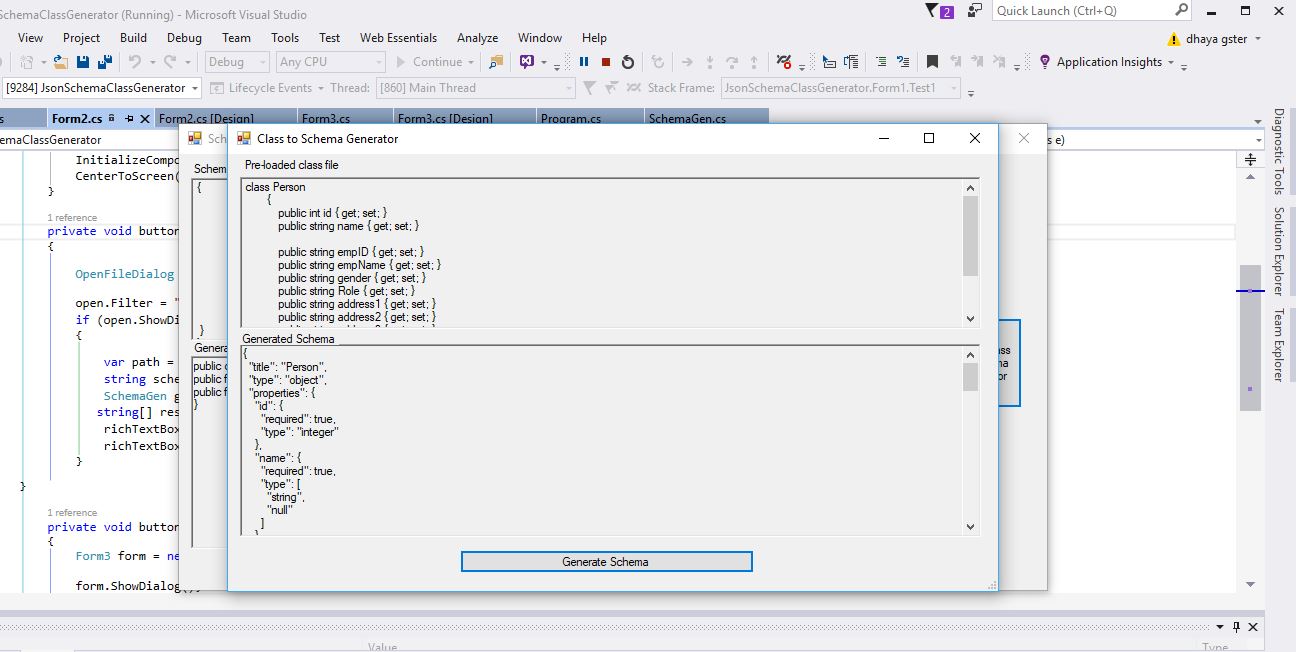 SchemaClassGenerator (Running) - Microsoft Visual Studio
2
Quick Launch (Ctrl+Q)
View Project Build Debug Team Tools Test Web Essentials Analyze Window Help
dhaya gster
Debug Any CPU Continue Application Insights
[9284] JsonSchemaClassGenerator Lifecycle Events Thread: [860] Main Thread Stack Frame: JsonSchemaClassGenerator.Form1.Test1
Form2.cs Form2.cs [Design] Form3.cs Form3.cs [Design] Program.cs SchemaGen.cs
emaClassGenerator
s e)
InitializeCompo
CenterToScreen(
}
1 reference
private void button
{
OpenFileDialog
open.Filter = "
if (open.ShowDi
{
var path =
string sche
SchemaGen g
string[] res
richTextBox
richTextBox
}
}
1 reference
private void button
{
Form3 form = ne
form.ShowDialog();
Sch
Schem
{
}
Genera
public c
public f
public f
}
ass
ma
or
Class to Schema Generator
Pre-loaded class file
class Person
{
public int id { get; set; }
public string name { get; set; }
public string empID { get; set; }
public string empName { get; set; }
public string gender { get; set; }
public string Role { get; set; }
public string address1 { get; set; }
public string address2 { get; set; }
Generated Schema
{
"title": "Person",
"type": "object",
"properties": {
"id": {
"required": true,
"type": "integer"
},
"name": {
"required": true,
"type": [
"string",
"null"
]
}
Generate Schema
Diagnostic Tools
Solution Explorer
Team Explorer
Value
Type